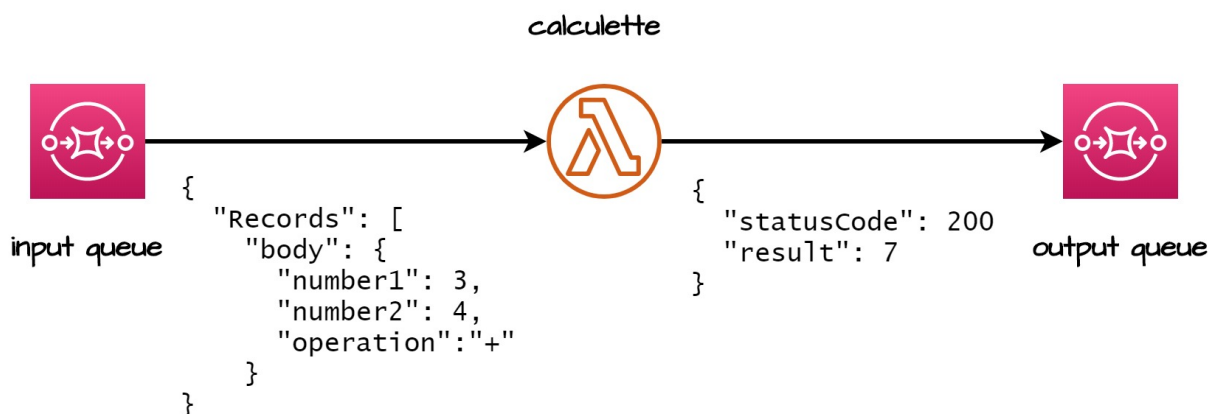 calculette
{
  "Records": [
    "body": {
      "number1": 3,
      "number2": 4,
      "operation":"+"
    }
}
{
  "statusCode": 200
  "result": 7
}
input queue
output queue